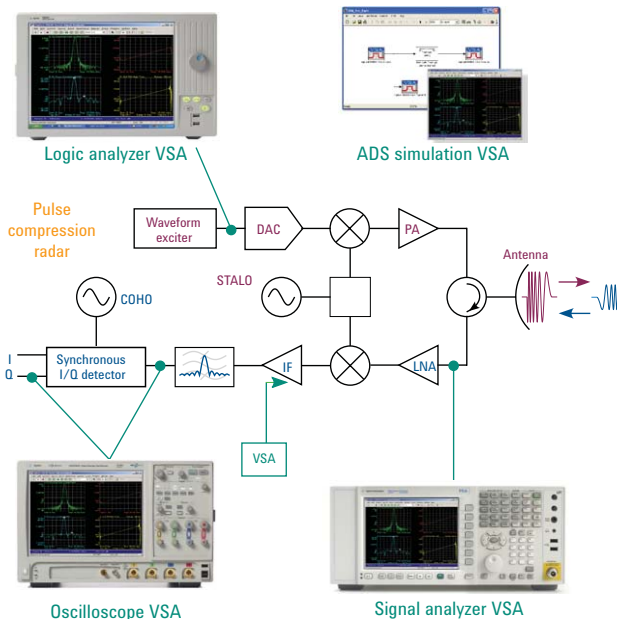 Logic analyzer VSA
ADS simulation VSA
Pulse
compression
radar
Waveform
exciter
DAC
PA
Antenna
STALO
COHO
I
Q
Synchronous
I/Q detector
IF
LNA
VSA
Oscilloscope VSA
Signal analyzer VSA